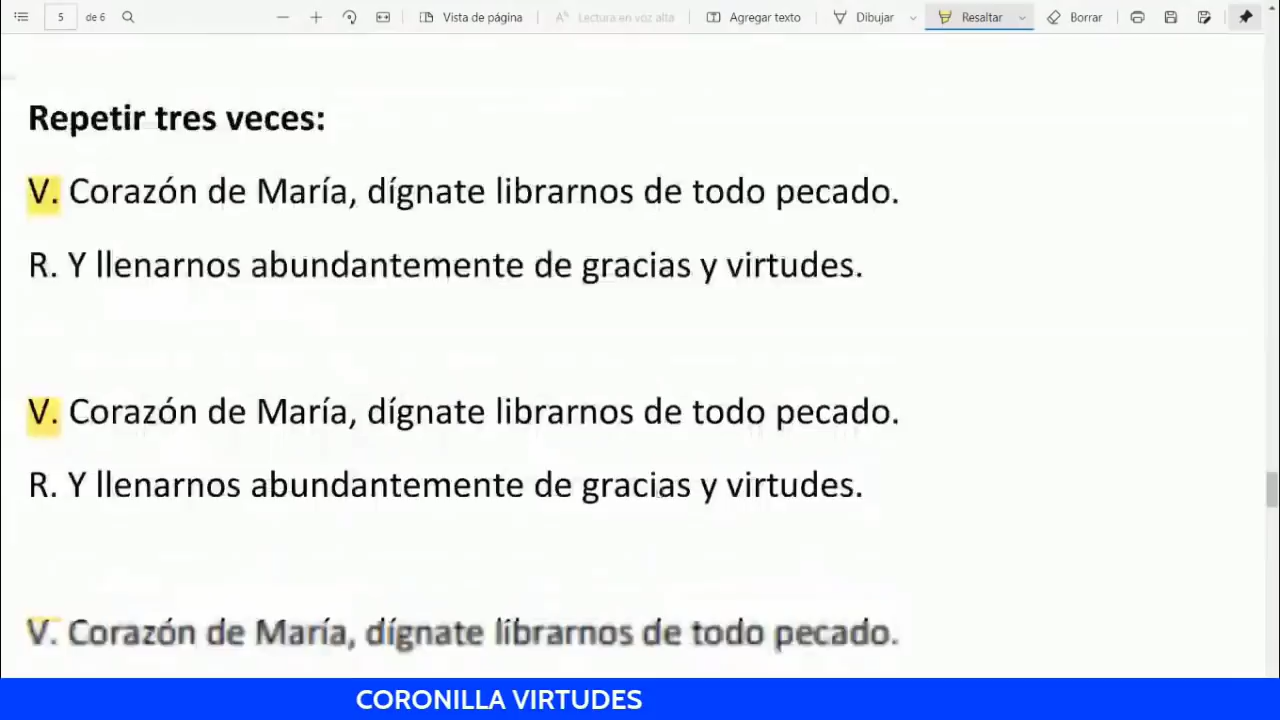 5 de 6 Vista de página Lectura en voz alta Agregar texto Dibujar Resaltar Borrar
Repetir tres veces:
V. Corazón de María, dígnate librarnos de todo pecado.
R. Y llenarnos abundantemente de gracias y virtudes.
V. Corazón de María, dígnate librarnos de todo pecado.
R. Y llenarnos abundantemente de gracias y virtudes.
V. Corazón de María, dígnate librarnos de todo pecado.
CORONILLA VIRTUDES